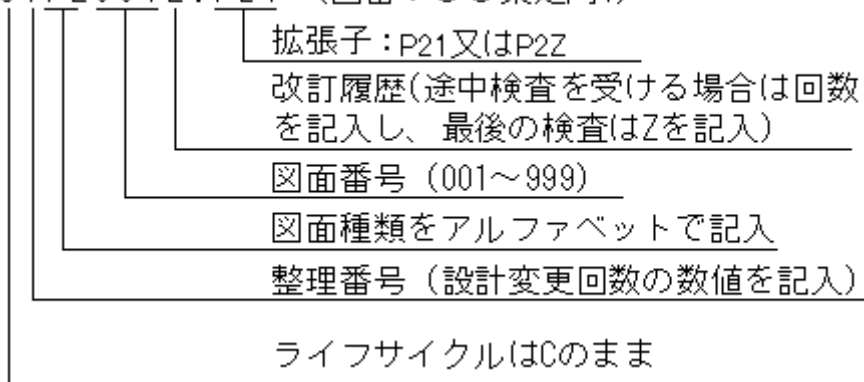 拡張子：P21又はP2Z
改訂履歴(途中検査を受ける場合は回数
を記入し、最後の検査はZを記入)
図面番号（001～999）
図面種類をアルファベットで記入
整理番号（設計変更回数の数値を記入）
ライフサイクルはCのまま